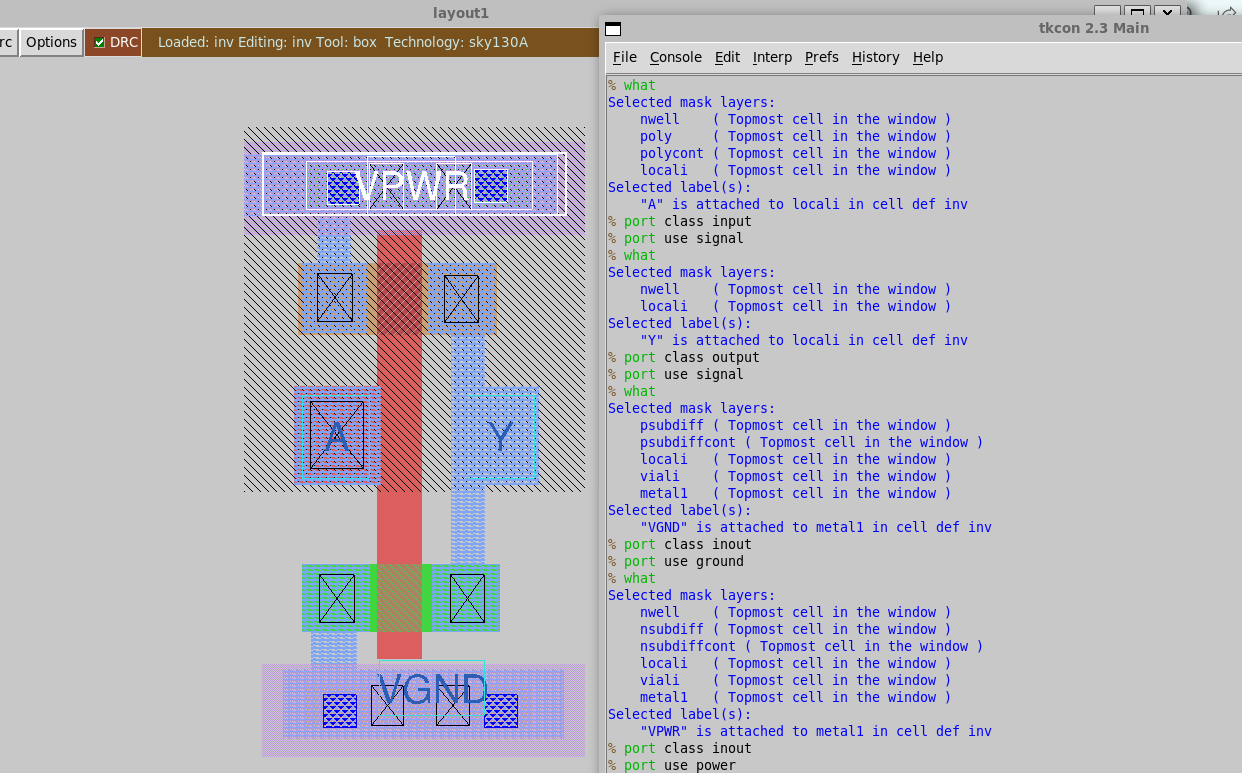 layout1
rc Options DRC Loaded: inv Editing: inv Tool: box Technology: sky130A
VPWR
A
Y
VGND
tkcon 2.3 Main
File Console Edit Interp Prefs History Help
% what
Selected mask layers:
nwell ( Topmost cell in the window )
poly ( Topmost cell in the window )
polycont ( Topmost cell in the window )
locali ( Topmost cell in the window )
Selected label(s):
"A" is attached to locali in cell def inv
% port class input
% port use signal
% what
Selected mask layers:
nwell ( Topmost cell in the window )
locali ( Topmost cell in the window )
Selected label(s):
"Y" is attached to locali in cell def inv
% port class output
% port use signal
% what
Selected mask layers:
psubdiff ( Topmost cell in the window )
psubdiffcont ( Topmost cell in the window )
locali ( Topmost cell in the window )
viali ( Topmost cell in the window )
metal1 ( Topmost cell in the window )
Selected label(s):
"VGND" is attached to metal1 in cell def inv
% port class inout
% port use ground
% what
Selected mask layers:
nwell ( Topmost cell in the window )
nsubdiff ( Topmost cell in the window )
nsubdiffcont ( Topmost cell in the window )
locali ( Topmost cell in the window )
viali ( Topmost cell in the window )
metal1 ( Topmost cell in the window )
Selected label(s):
"VPWR" is attached to metal1 in cell def inv
% port class inout
% port use power